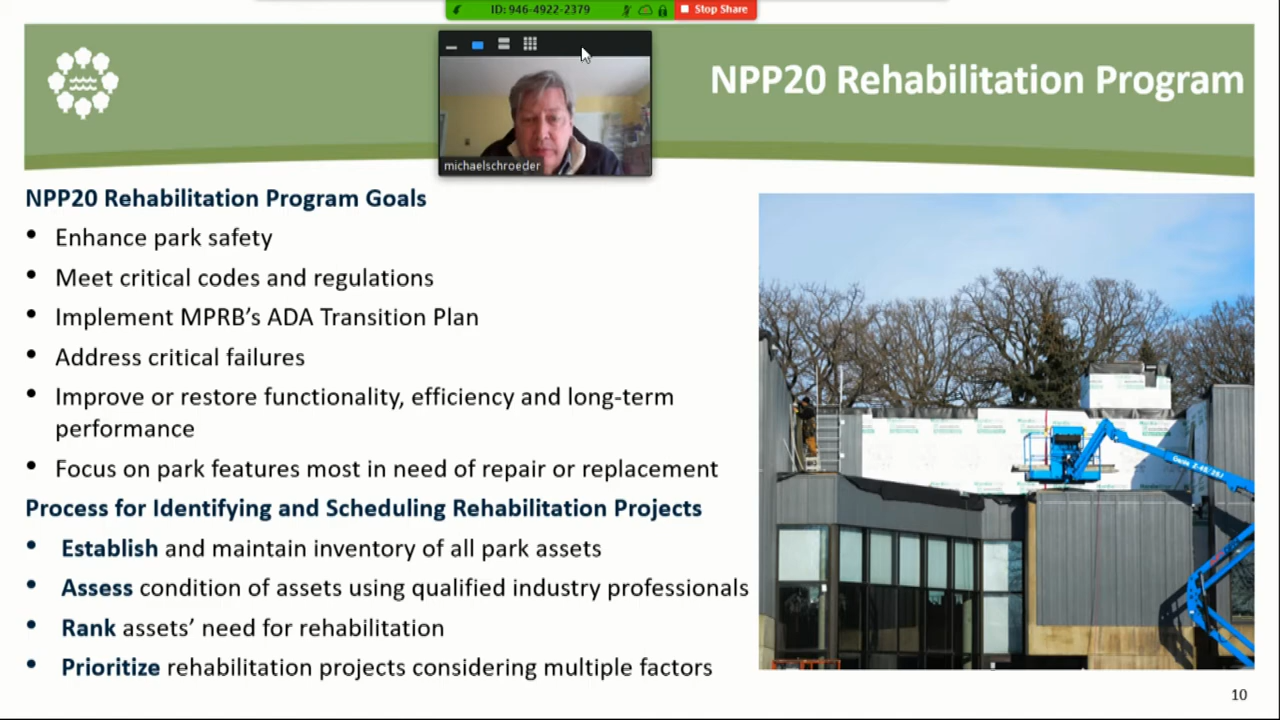 ID: 946-4922-2379
Stop Share
NPP20 Rehabilitation Program
michaelschroeder
NPP20 Rehabilitation Program Goals
• Enhance park safety
• Meet critical codes and regulations
• Implement MPRB’s ADA Transition Plan
• Address critical failures
• Improve or restore functionality, efficiency and long-term
performance
• Focus on park features most in need of repair or replacement
Process for Identifying and Scheduling Rehabilitation Projects
• Establish and maintain inventory of all park assets
• Assess condition of assets using qualified industry professionals
• Rank assets’ need for rehabilitation
• Prioritize rehabilitation projects considering multiple factors
10